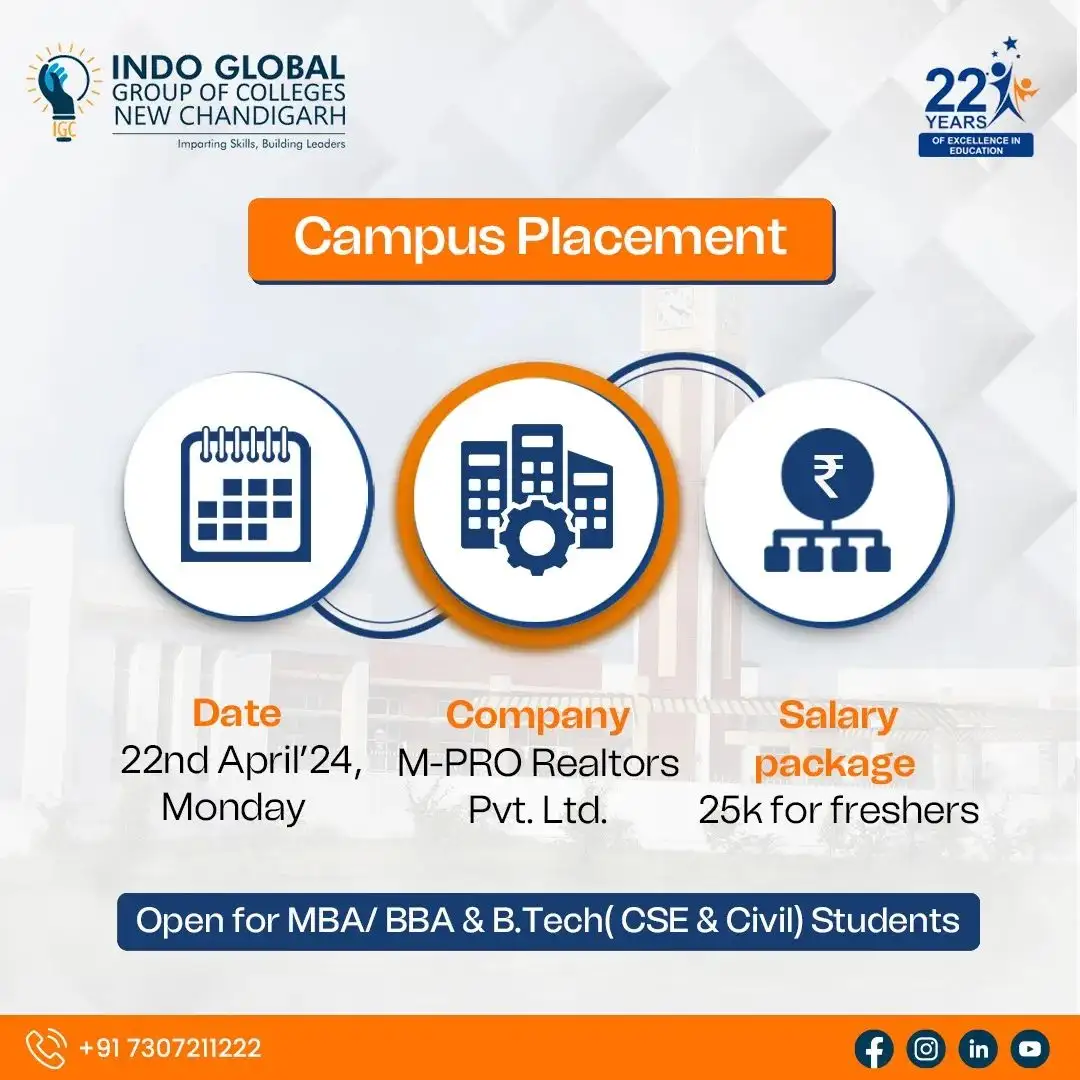 INDO GLOBAL
GROUP OF COLLEGES
NEW CHANDIGARH
Imparting Skills, Building Leaders
IGC
22
YEARS
OF EXCELLENCE IN
EDUCATION
Campus Placement
₹
Date
22nd April'24,
Monday
Company
M-PRO Realtors
Pvt. Ltd.
Salary
package
25k for freshers
Open for MBA/ BBA & B.Tech( CSE & Civil) Students
+91 7307211222